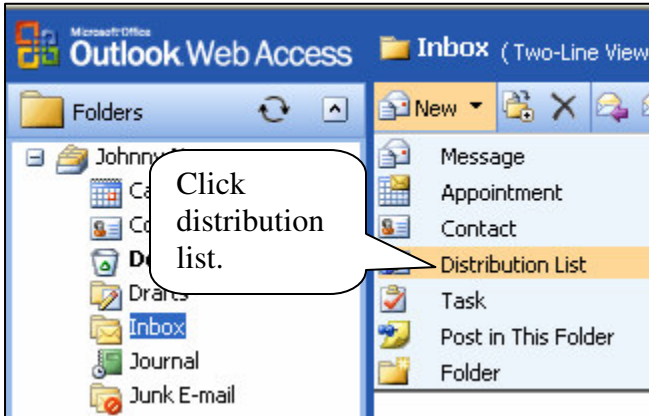 Microsoft Office
Outlook Web Access
Inbox (Two-Line View
Folders
New
Johnny
Message
Appointment
Contact
Distribution List
Task
Post in This Folder
Folder
Click
distribution
list.
Drafts
Inbox
Journal
Junk E-mail